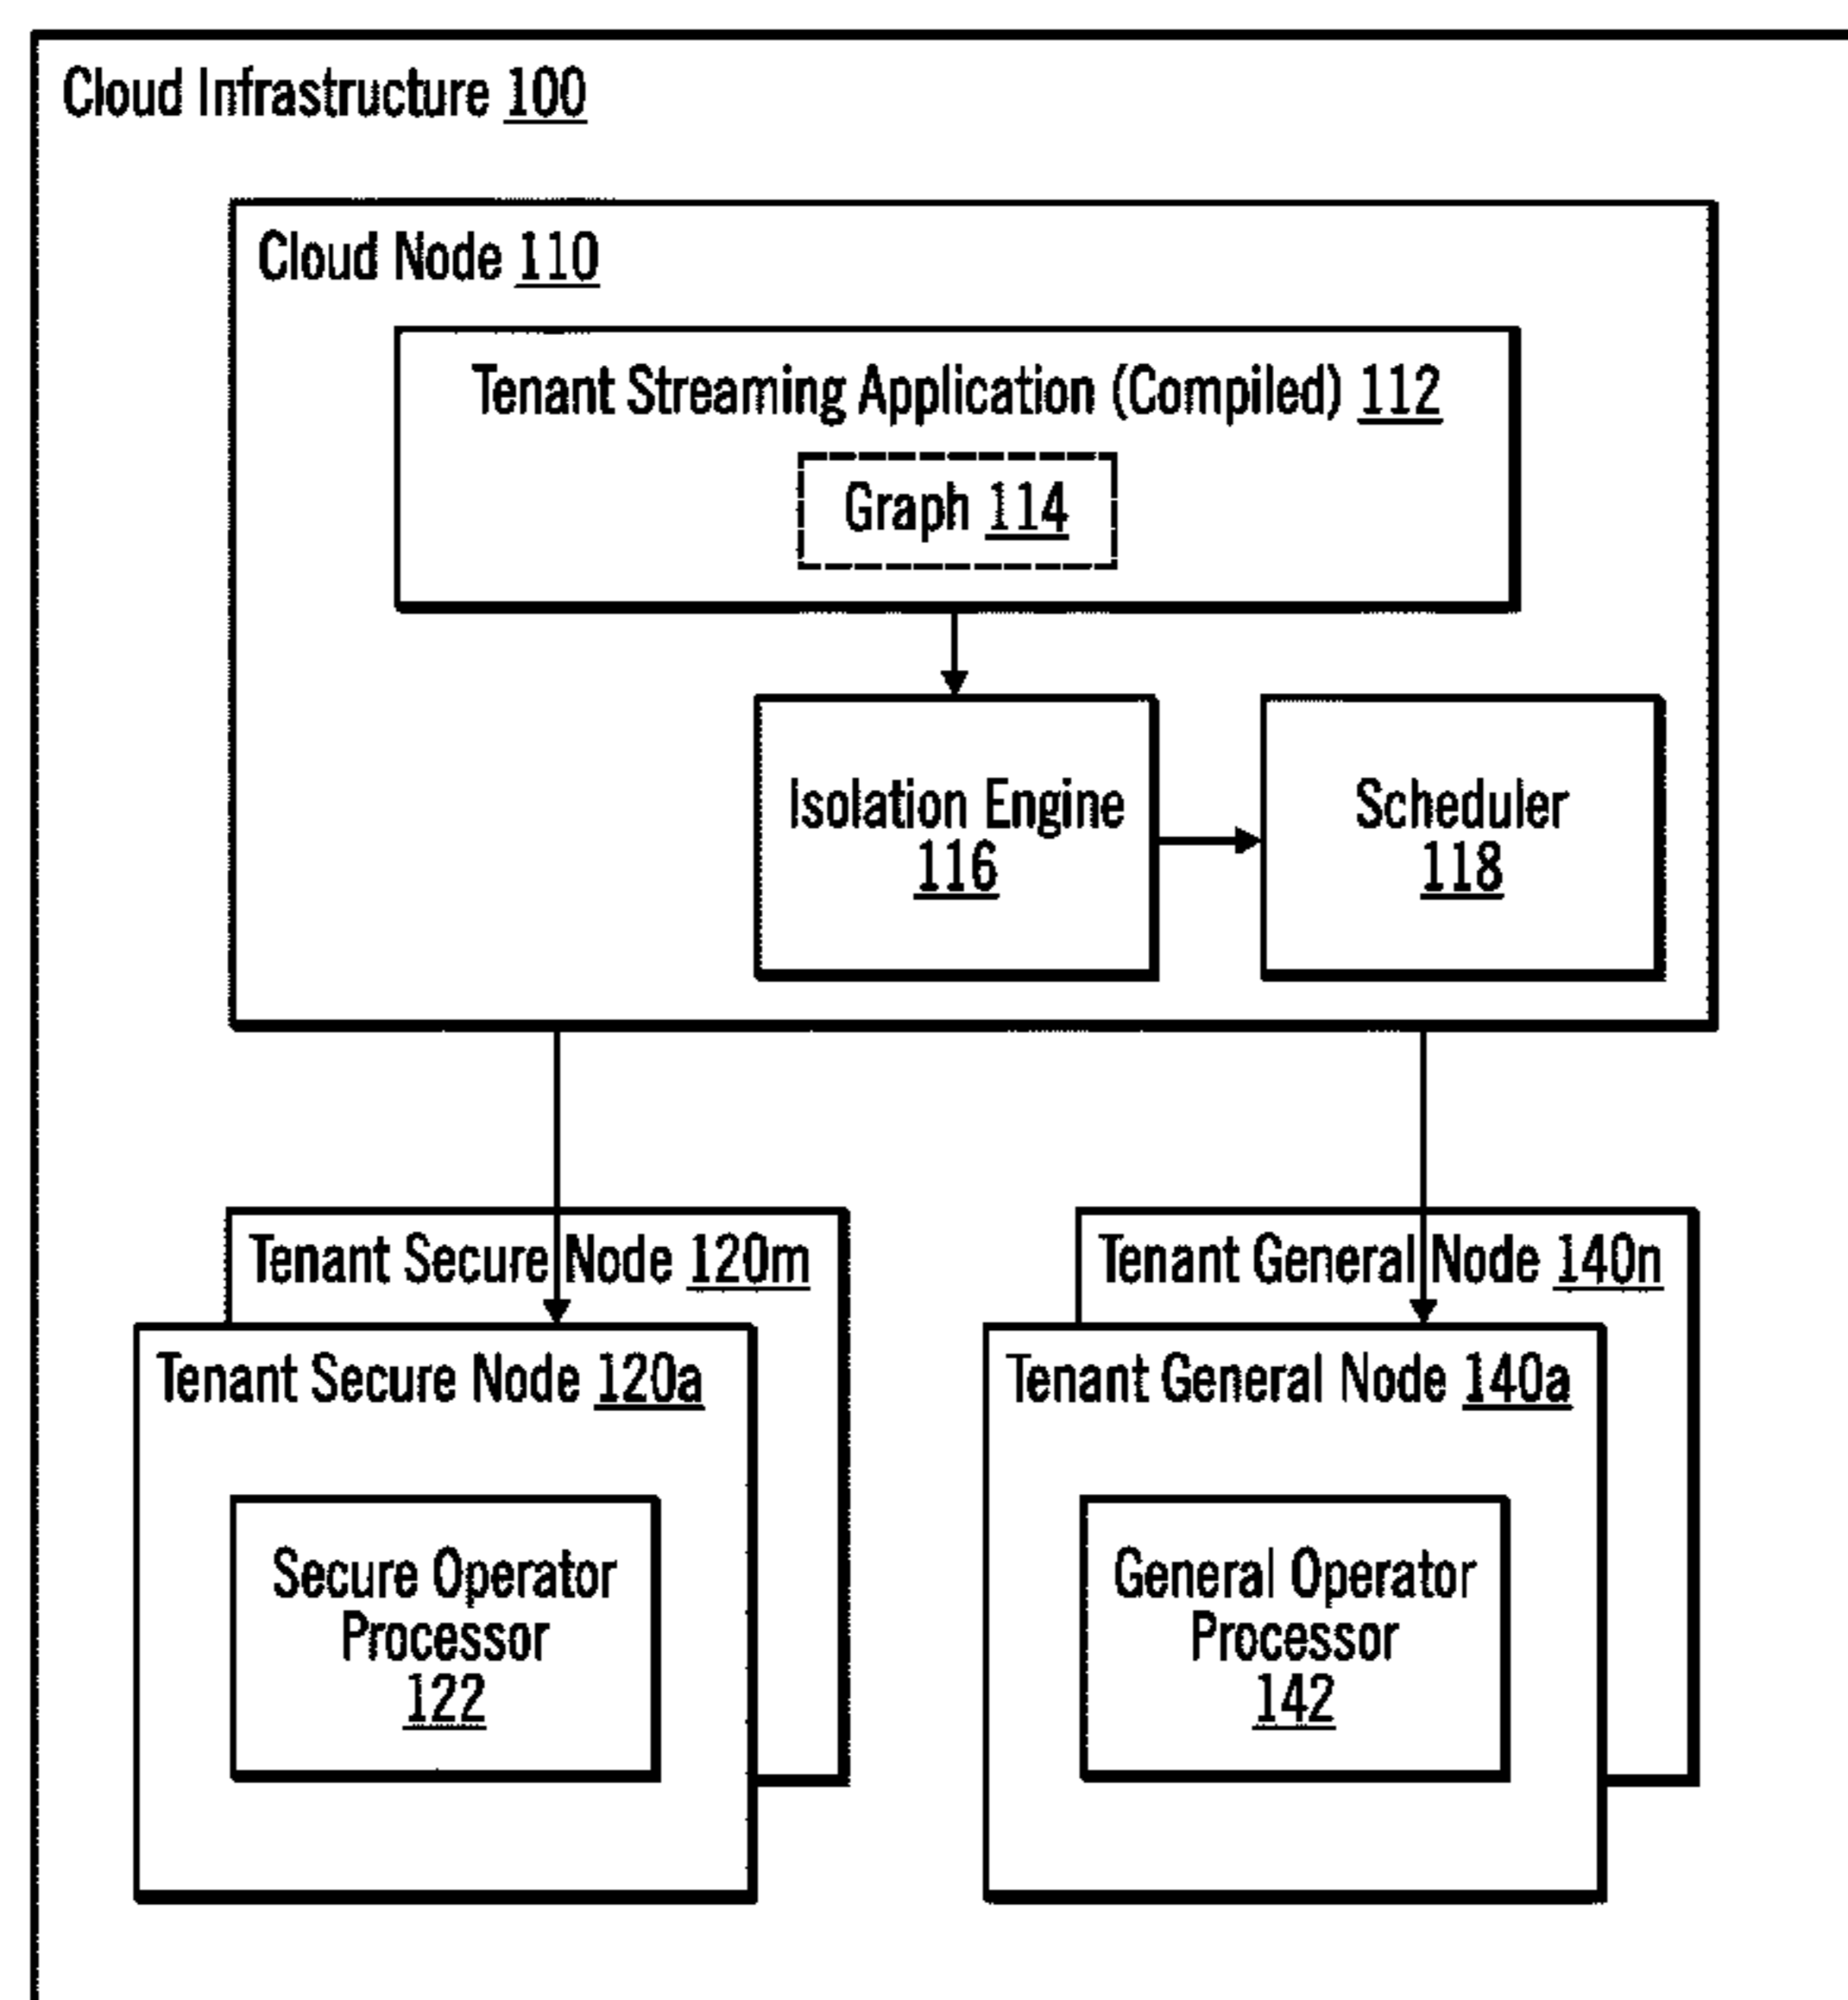 Cloud Infrastructure 100
Cloud Node 110
Tenant Streaming Application (Compiled) 112
Graph 114
Isolation Engine
116
Scheduler
118
Tenant Secure Node 120m
Tenant Secure Node 120a
Secure Operator
Processor
122
Tenant General Node 140n
Tenant General Node 140a
General Operator
Processor
142